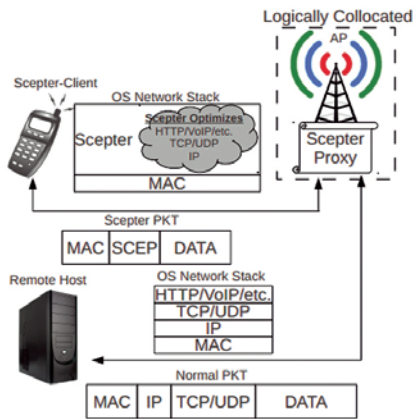 Logically Collocated
AP
Scepter-Client
OS Network Stack
Scepter Optimizes
HTTP/VoIP/etc.
TCP/UDP
IP
Scepter
MAC
Scepter
Proxy
Scepter PKT
MAC SCEP DATA
Remote Host
OS Network Stack
HTTP/VoIP/etc.
TCP/UDP
IP
MAC
Normal PKT
MAC IP TCP/UDP DATA